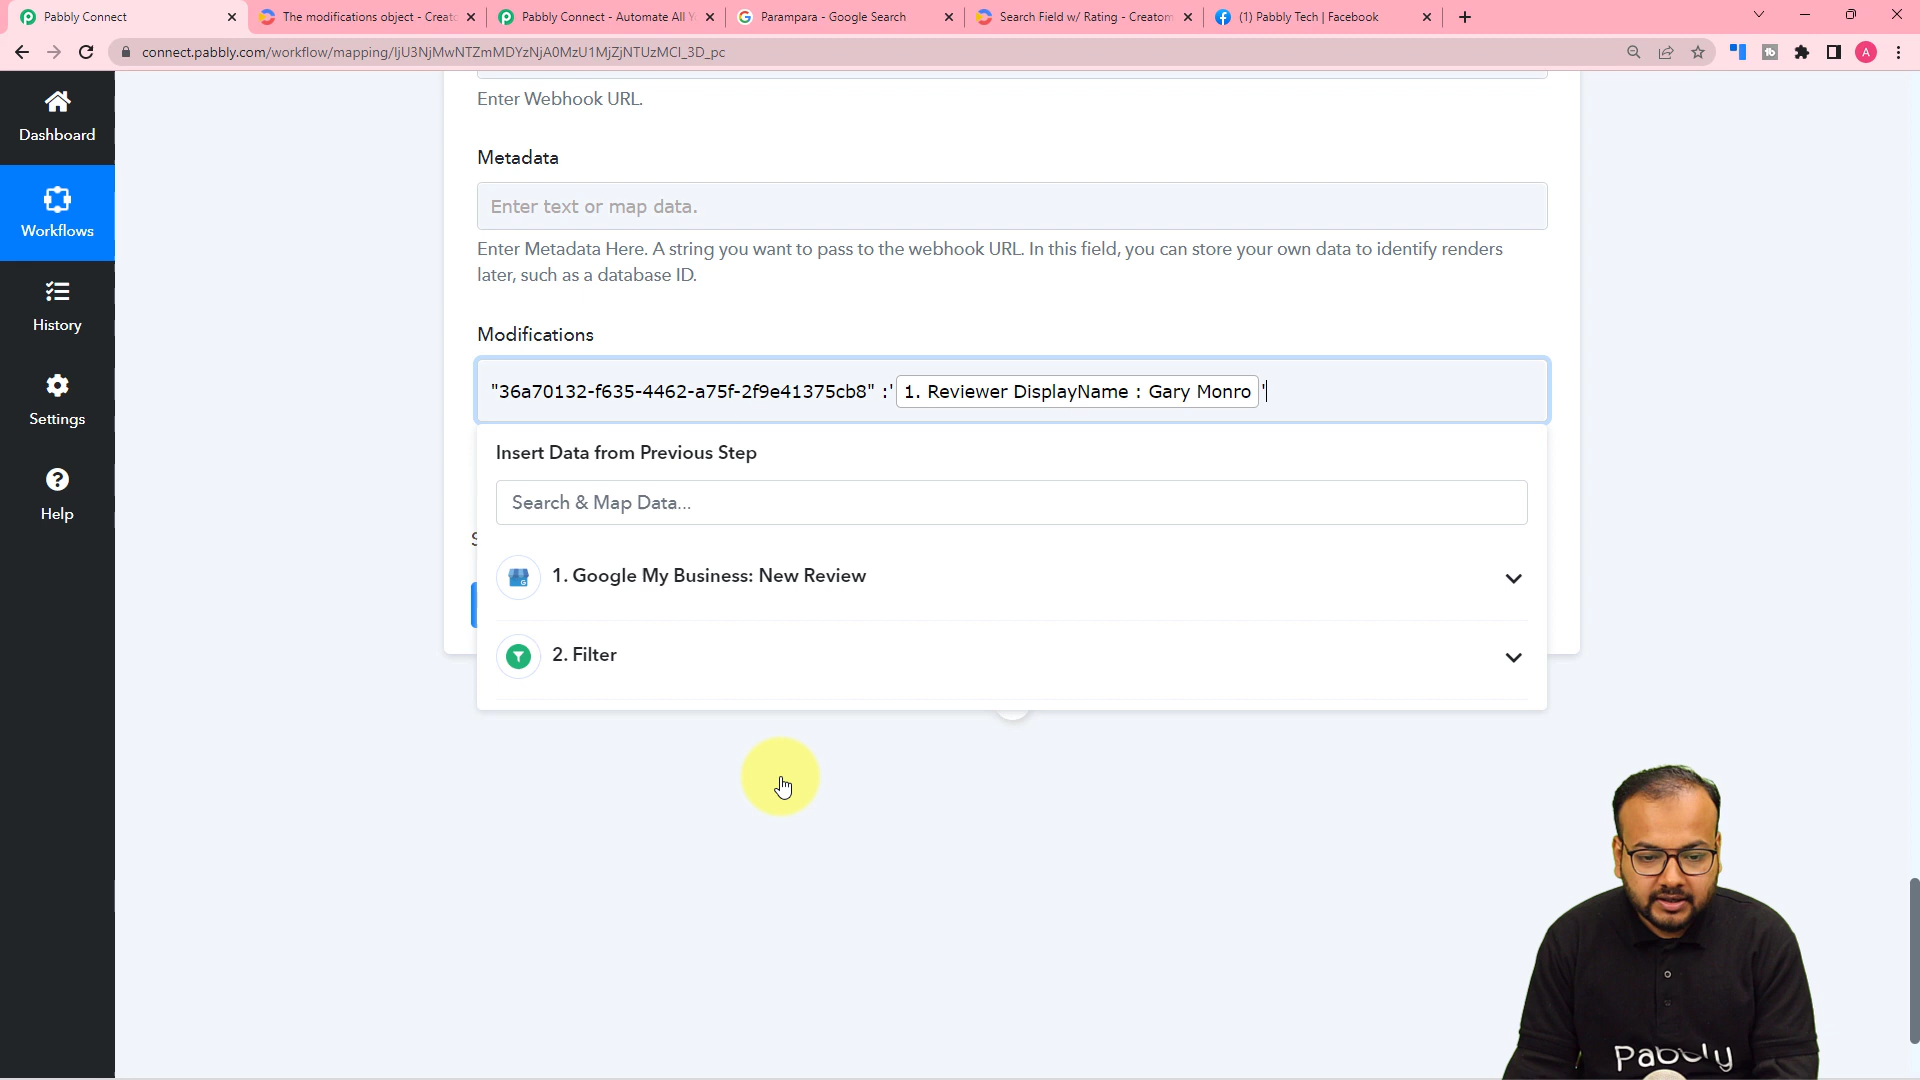 Pabbly Connect
The modifications object - Creato
Pabbly Connect - Automate All Y
Parampara - Google Search
Search Field w/ Rating - Creatom
(1) Pabbly Tech | Facebook
connect.pabbly.com/workflow/mapping/IjU3NjMwNTZmMDYzNjA0MzU1MjZjNTUzMCI_3D_pc
A
Dashboard
Workflows
History
Settings
Help
Enter Webhook URL.
Metadata
Enter text or map data.
Enter Metadata Here. A string you want to pass to the webhook URL. In this field, you can store your own data to identify renders
later, such as a database ID.
Modifications
"36a70132-f635-4462-a75f-2f9e41375cb8" :' 1. Reviewer DisplayName : Gary Monro '
Insert Data from Previous Step
Search & Map Data...
1. Google My Business: New Review
2. Filter
Pabbly